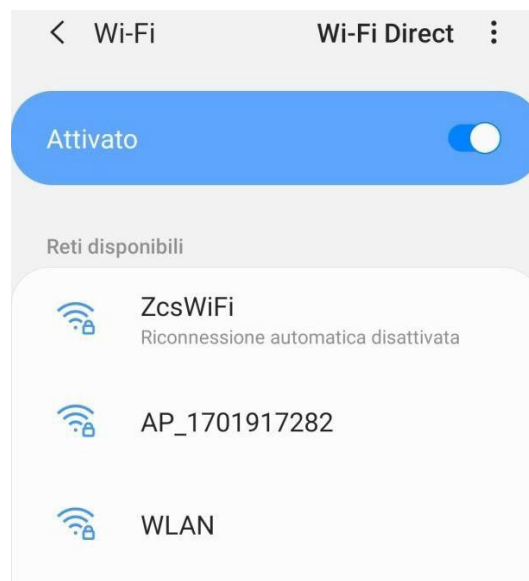 Wi-Fi Wi-Fi Direct
Attivato
Reti disponibili
ZcsWiFi
Riconnessione automatica disattivata
AP_1701917282
WLAN